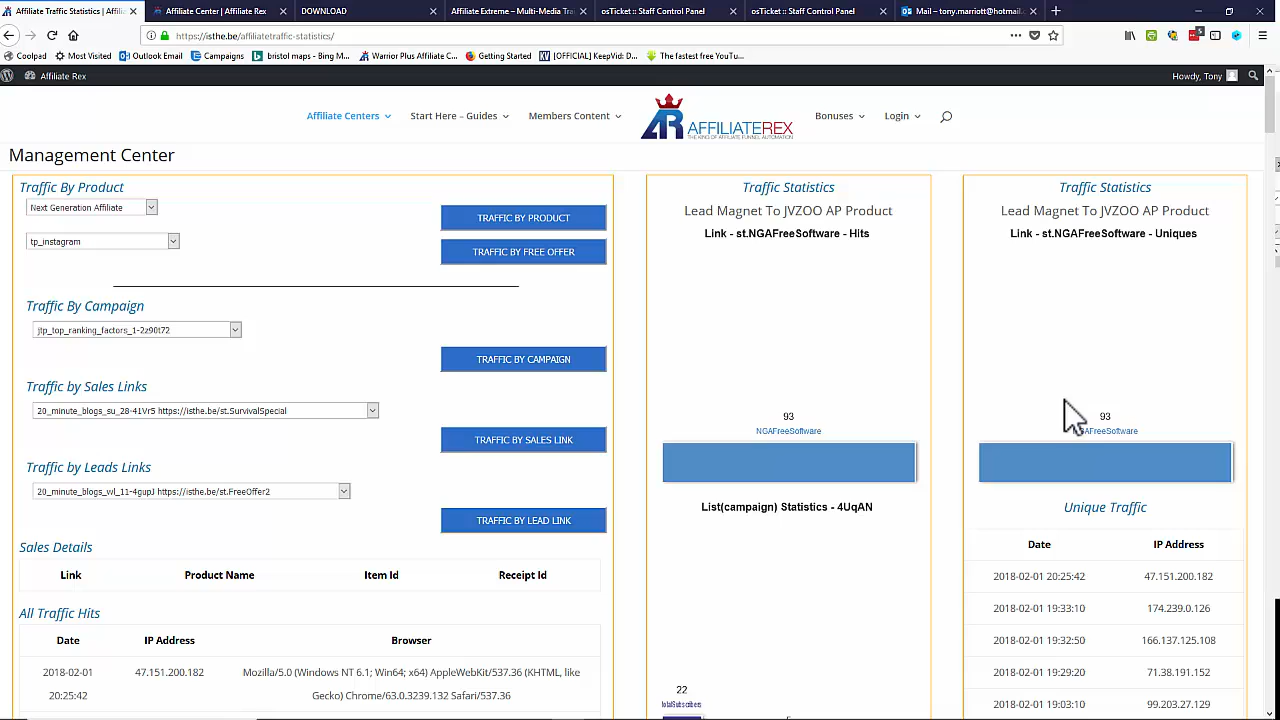 Affiliate Traffic Statistics | Affili
Affiliate Center | Affiliate Rex
DOWNLOAD
Affiliate Extreme – Multi-Media Tra
osTicket :: Staff Control Panel
osTicket :: Staff Control Panel
Mail – tony.marriott@hotmail.
https://isthe.be/affiliatetraffic-statistics/
Coolpad
Most Visited
Outlook Email
Campaigns
bristol maps - Bing M...
Warrior Plus Affiliate C...
Getting Started
[OFFICIAL] KeepVid: D...
The fastest free YouT...
Affiliate Rex
Howdy, Tony
Affiliate Centers
Start Here – Guides
Members Content
AFFILIATEREX
THE KING OF AFFILIATE FUNNEL AUTOMATION
Bonuses
Login
Management Center
Traffic By Product
Next Generation Affiliate
TRAFFIC BY PRODUCT
tp_instagram
TRAFFIC BY FREE OFFER
Traffic By Campaign
jtp_top_ranking_factors_1-2z90t72
TRAFFIC BY CAMPAIGN
Traffic by Sales Links
20_minute_blogs_su_28-41Vr5 https://isthe.be/st.SurvivalSpecial
TRAFFIC BY SALES LINK
Traffic by Leads Links
20_minute_blogs_wl_11-4gupJ https://isthe.be/st.FreeOffer2
TRAFFIC BY LEAD LINK
Sales Details
Link Product Name Item Id Receipt Id
All Traffic Hits
Date IP Address Browser
2018-02-01 20:25:42 47.151.200.182 Mozilla/5.0 (Windows NT 6.1; Win64; x64) AppleWebKit/537.36 (KHTML, like
Gecko) Chrome/63.0.3239.132 Safari/537.36
Traffic Statistics
Lead Magnet To JVZOO AP Product
Link - st.NGAFreeSoftware - Hits
93
NGAFreeSoftware
List(campaign) Statistics - 4UqAN
22
totalSubscribers
Traffic Statistics
Lead Magnet To JVZOO AP Product
Link - st.NGAFreeSoftware - Uniques
93
Unique Traffic
Date IP Address
2018-02-01 20:25:42 47.151.200.182
2018-02-01 19:33:10 174.239.0.126
2018-02-01 19:32:50 166.137.125.108
2018-02-01 19:29:20 71.38.191.152
2018-02-01 19:03:10 99.203.27.129